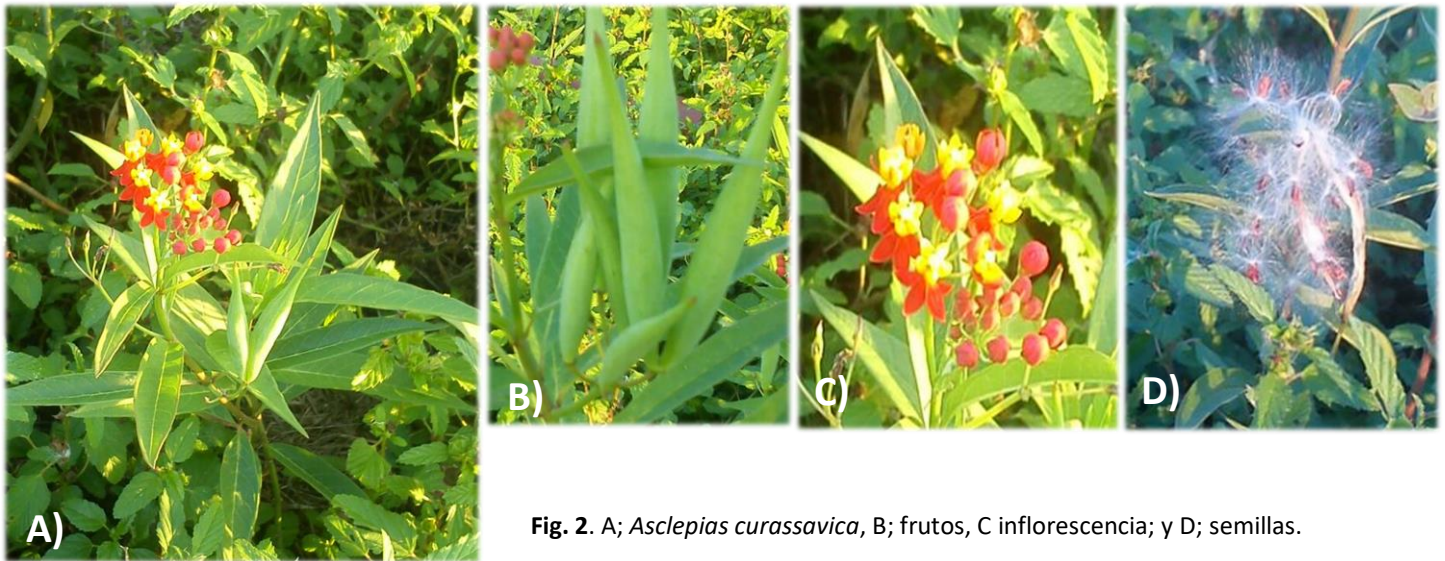 A)
B)
C)
D)
Fig. 2. A; Asclepias curassavica, B; frutos, C inflorescencia; y D; semillas.